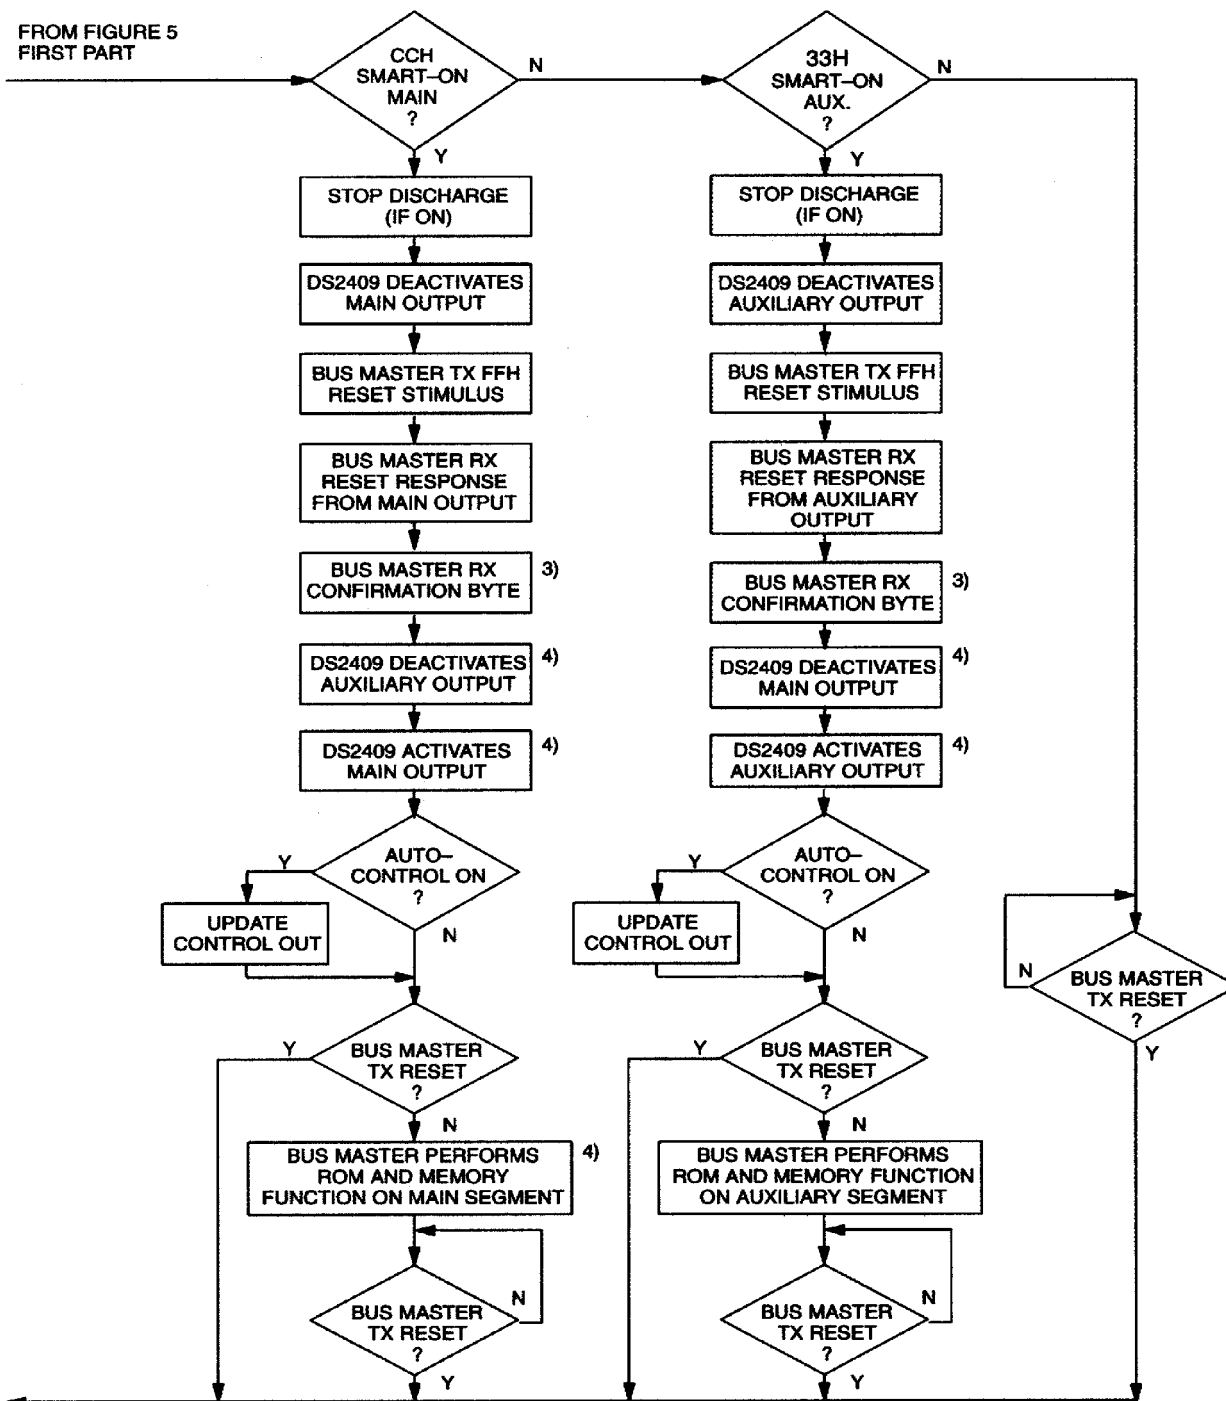 FROM FIGURE 5
FIRST PART
CCH
SMART–ON
MAIN
?
N
Y
STOP DISCHARGE
(IF ON)
DS2409 DEACTIVATES
MAIN OUTPUT
BUS MASTER TX FFH
RESET STIMULUS
BUS MASTER RX
RESET RESPONSE
FROM MAIN OUTPUT
BUS MASTER RX
CONFIRMATION BYTE
3)
DS2409 DEACTIVATES
AUXILIARY OUTPUT
4)
DS2409 ACTIVATES
MAIN OUTPUT
4)
AUTO–
CONTROL ON
?
Y
UPDATE
CONTROL OUT
N
BUS MASTER
TX RESET
?
Y
N
BUS MASTER PERFORMS
ROM AND MEMORY
FUNCTION ON MAIN SEGMENT
4)
BUS MASTER
TX RESET
?
N
Y
33H
SMART–ON
AUX.
?
N
Y
STOP DISCHARGE
(IF ON)
DS2409 DEACTIVATES
AUXILIARY OUTPUT
BUS MASTER TX FFH
RESET STIMULUS
BUS MASTER RX
RESET RESPONSE
FROM AUXILIARY
OUTPUT
BUS MASTER RX
CONFIRMATION BYTE
3)
DS2409 DEACTIVATES
MAIN OUTPUT
4)
DS2409 ACTIVATES
AUXILIARY OUTPUT
4)
AUTO–
CONTROL ON
?
Y
UPDATE
CONTROL OUT
N
BUS MASTER
TX RESET
?
Y
N
BUS MASTER PERFORMS
ROM AND MEMORY FUNCTION
ON AUXILIARY SEGMENT
BUS MASTER
TX RESET
?
N
Y
BUS MASTER
TX RESET
?
N
Y